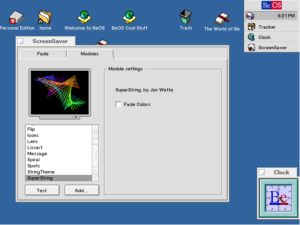 Be OS
6:21 PM
Tracker
Clock
ScreenSaver
Personal Edition
home
Welcome to BeOS
BeOS Cool Stuff
Trash
The World of Be
ScreenSaver
Fade
Modules
Module settings
SuperString, by Jon Watte
Fade Colors
Flip
Icons
Lens
Lissart
Message
Spiral
Spots
StringTheme
SuperString
Test
Add...
Clock
Be